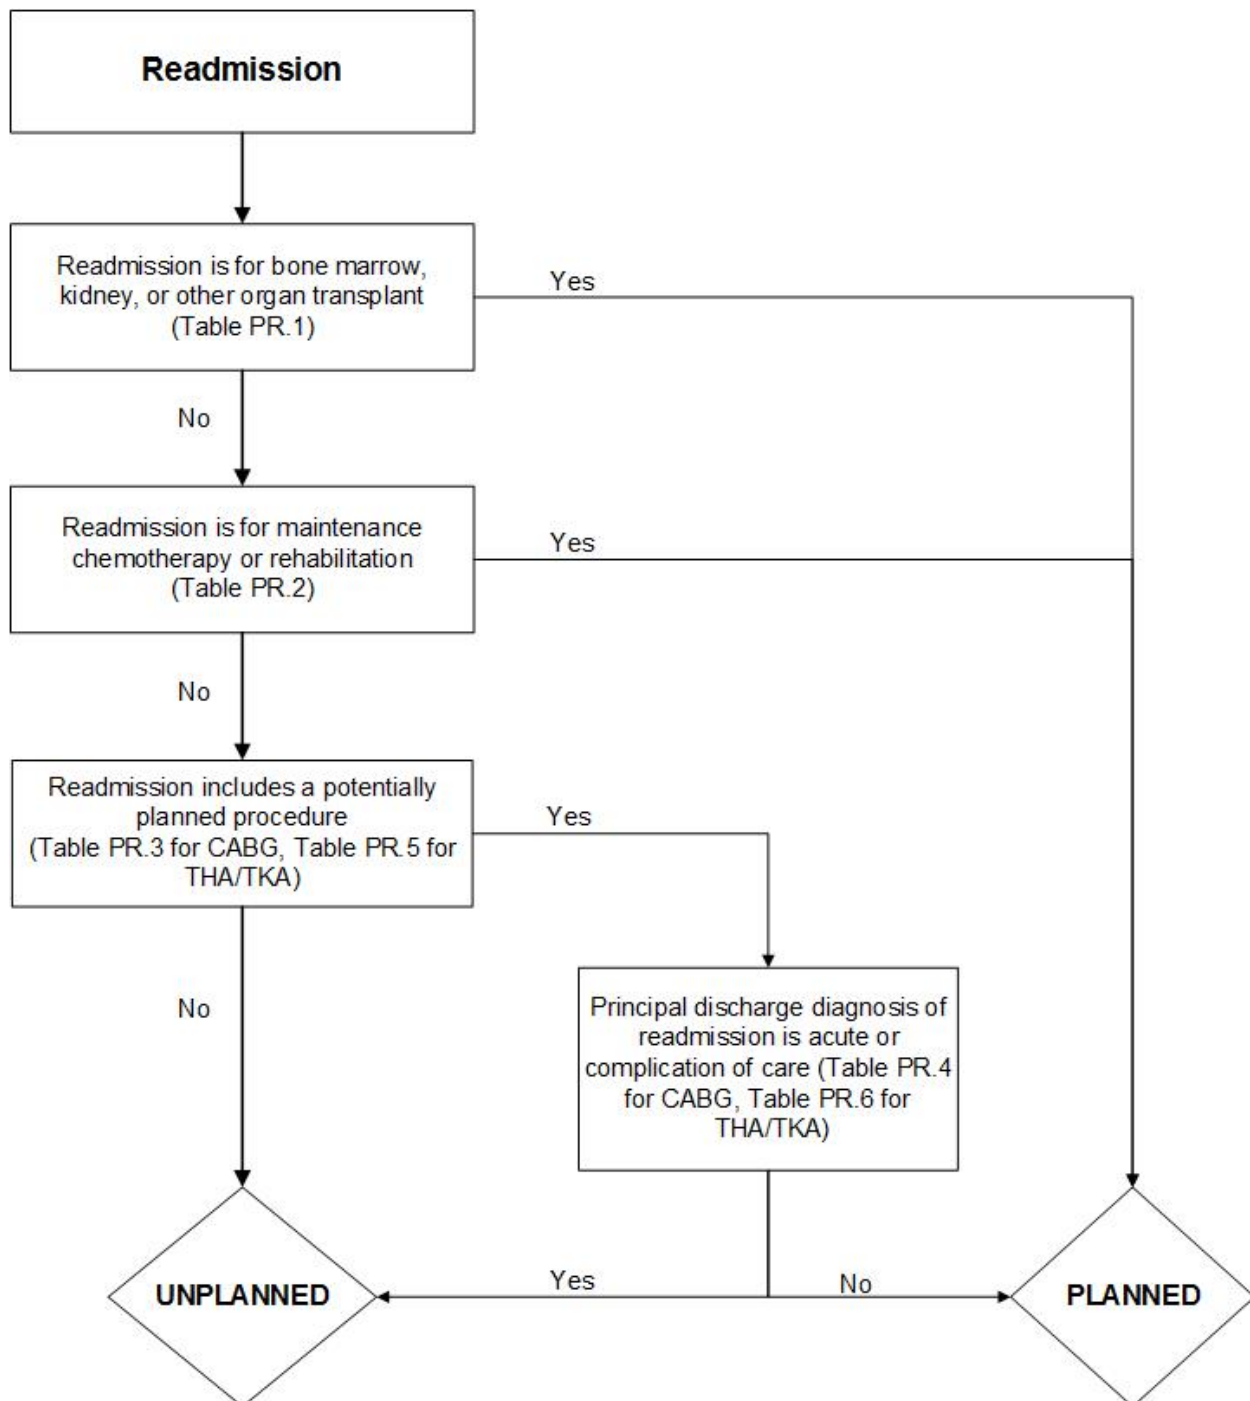 Readmission
Readmission is for bone marrow,
kidney, or other organ transplant
(Table PR.1)
Yes
No
Readmission is for maintenance
chemotherapy or rehabilitation
(Table PR.2)
Yes
No
Readmission includes a potentially
planned procedure
(Table PR.3 for CABG, Table PR.5 for
THA/TKA)
Yes
No
Principal discharge diagnosis of
readmission is acute or
complication of care (Table PR.4
for CABG, Table PR.6 for
THA/TKA)
UNPLANNED
Yes
No
PLANNED